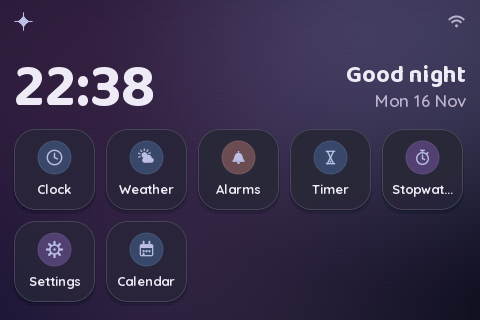 22:38
Good night
Mon 16 Nov
Clock
Weather
Alarms
Timer
Stopwat...
Settings
Calendar